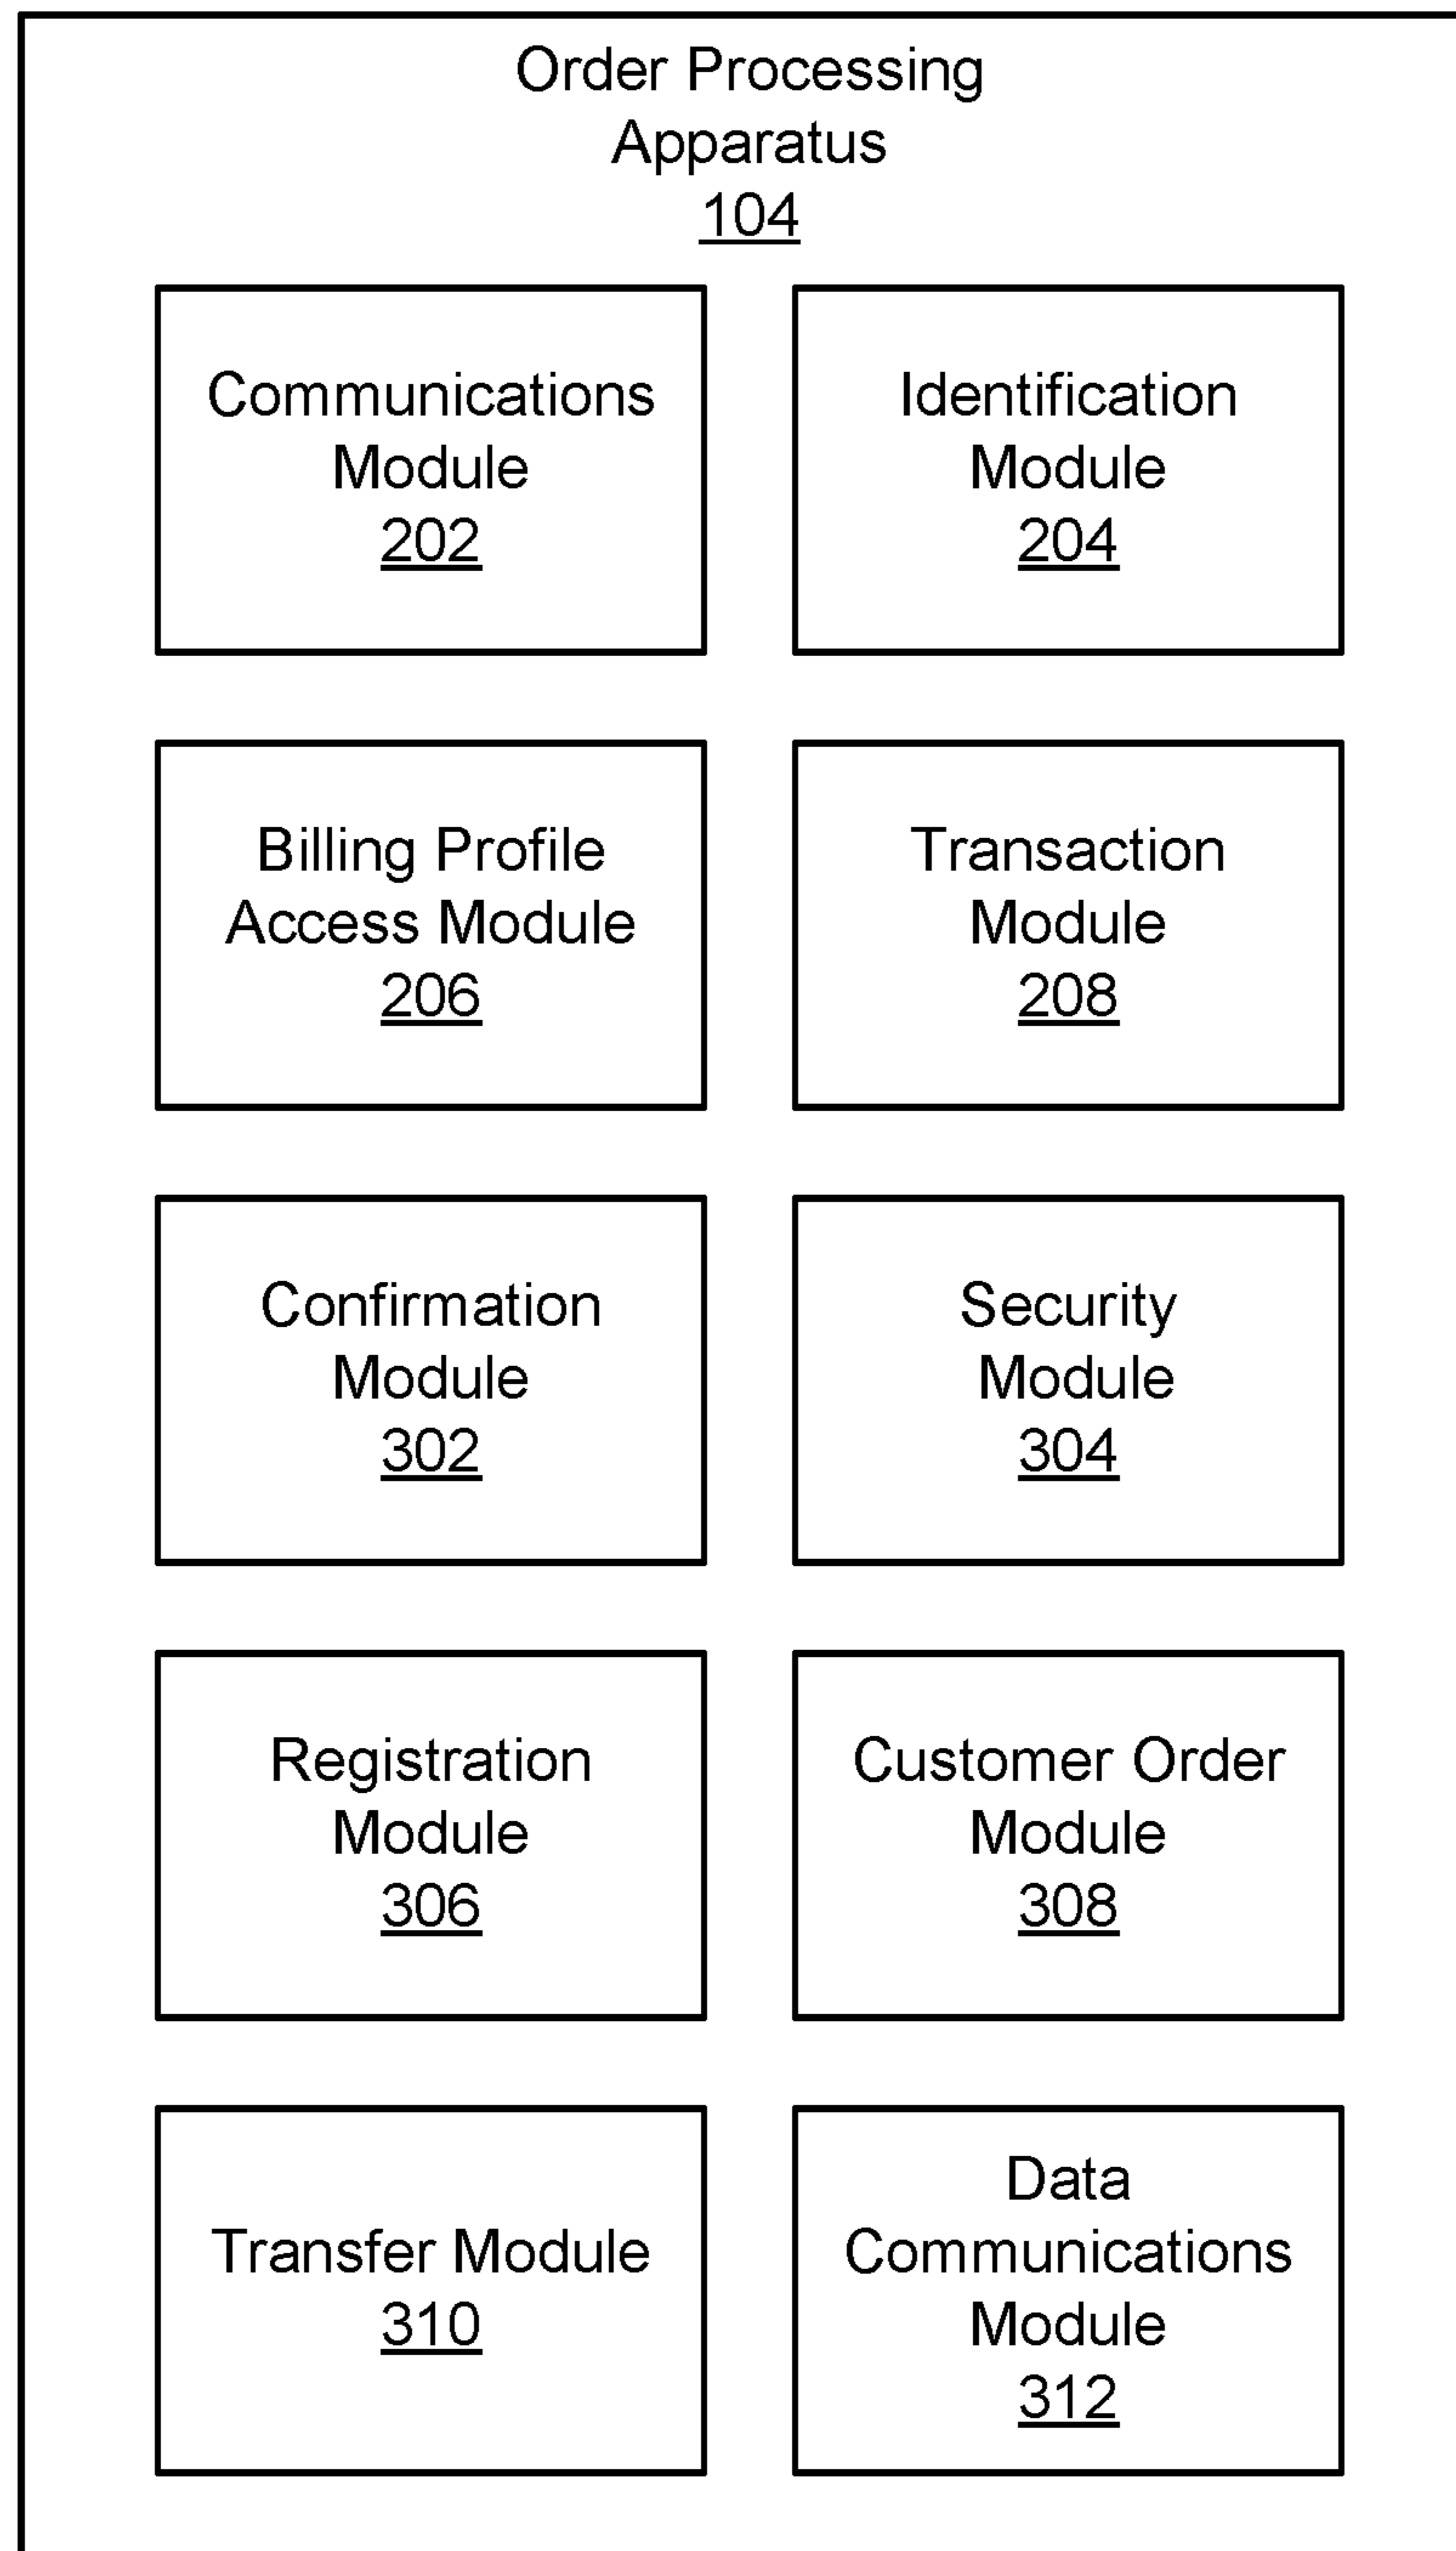 Order Processing
Apparatus
104
Communications
Module
202
Identification
Module
204
Billing Profile
Access Module
206
Transaction
Module
208
Confirmation
Module
302
Security
Module
304
Registration
Module
306
Customer Order
Module
308
Transfer Module
310
Data
Communications
Module
312